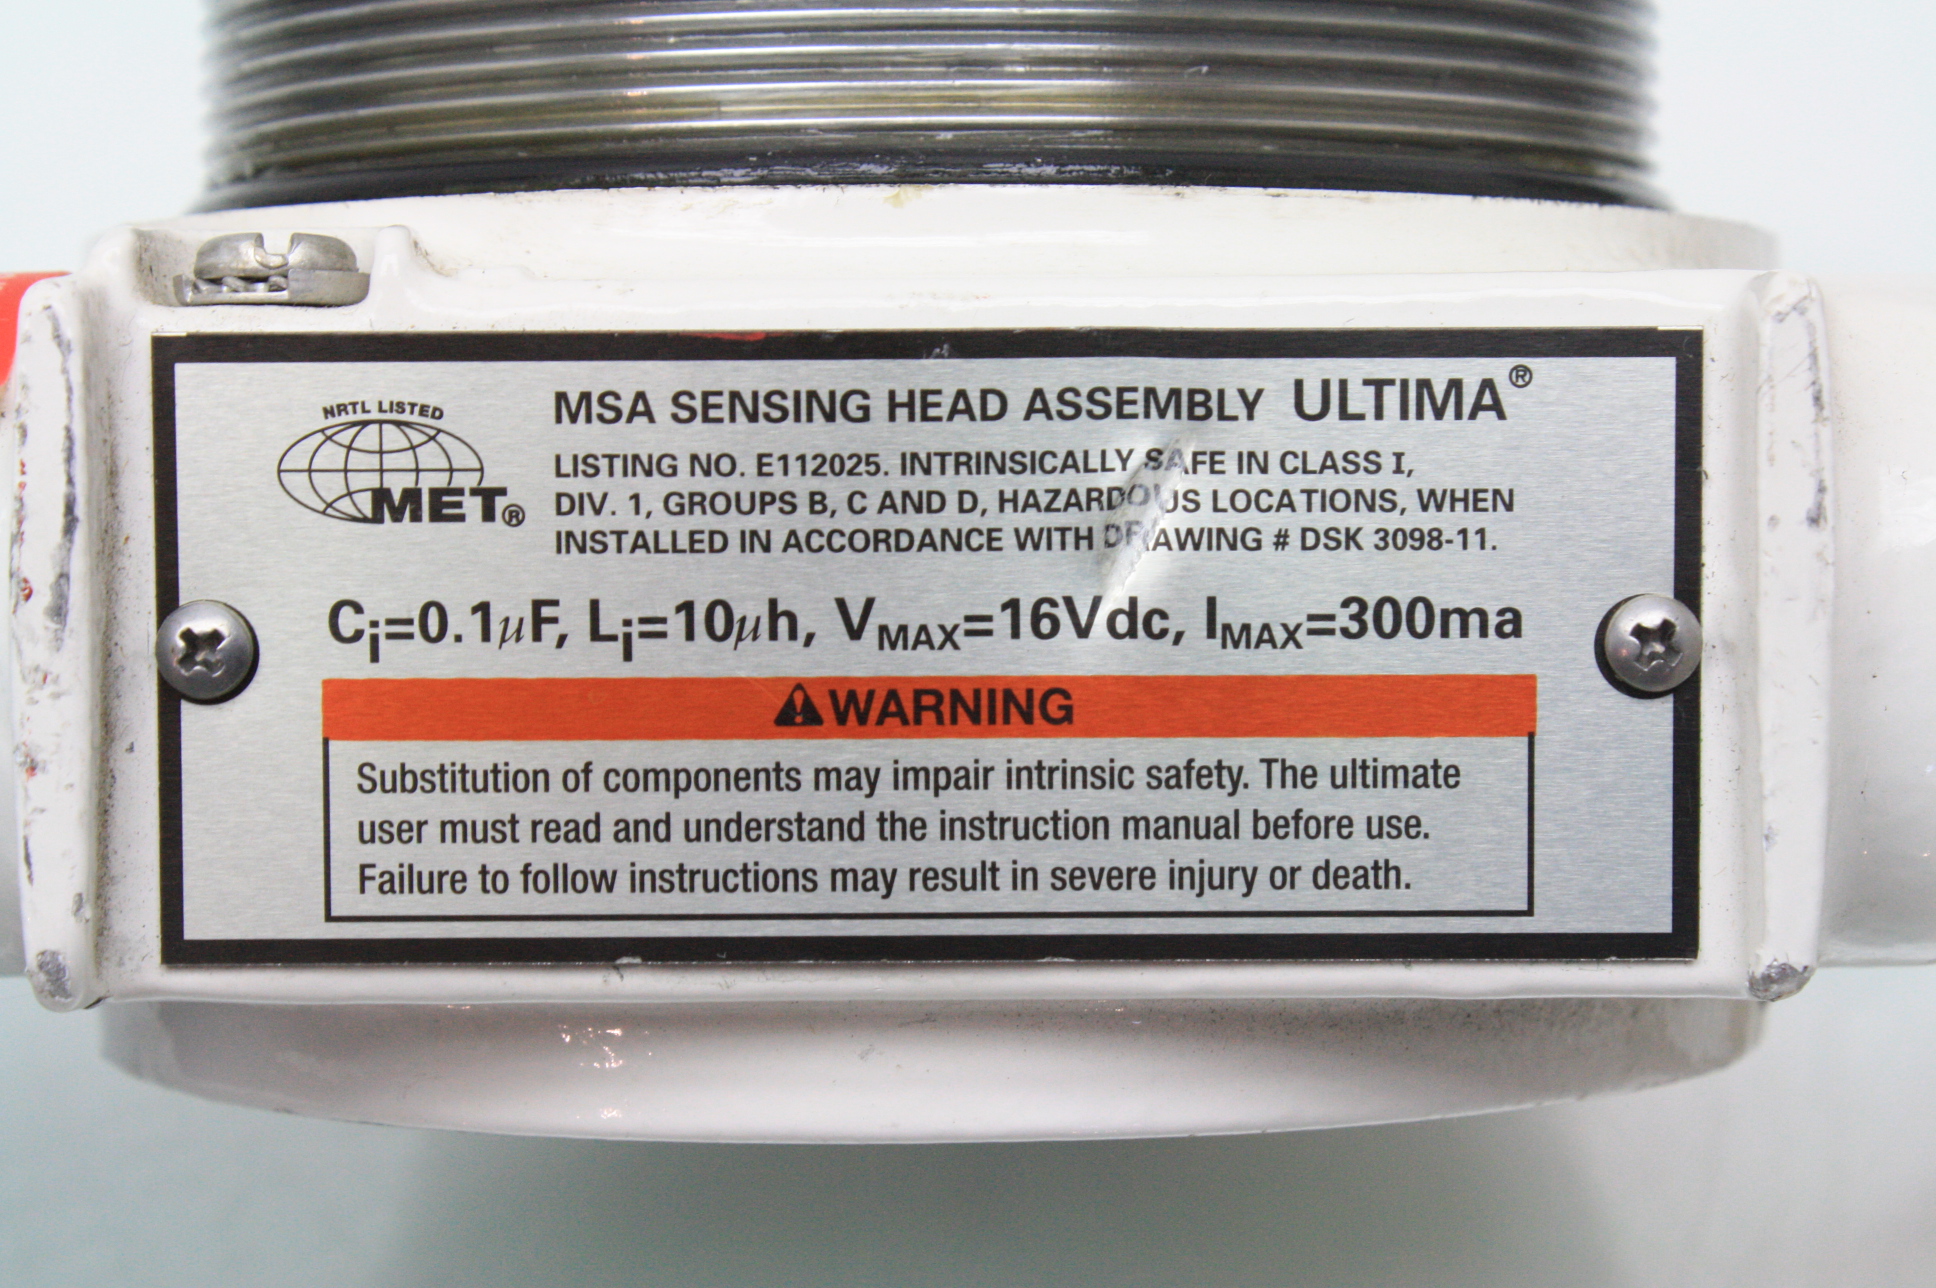 NRTL LISTED
MET®
MSA SENSING HEAD ASSEMBLY ULTIMA®
LISTING NO. E112025. INTRINSICALLY SAFE IN CLASS I,
DIV. 1, GROUPS B, C AND D, HAZARDOUS LOCATIONS, WHEN
INSTALLED IN ACCORDANCE WITH DRAWING # DSK 3098-11.
Ci=0.1µF, Li=10µh, VMAX=16Vdc, IMAX=300ma
WARNING
Substitution of components may impair intrinsic safety. The ultimate
user must read and understand the instruction manual before use.
Failure to follow instructions may result in severe injury or death.